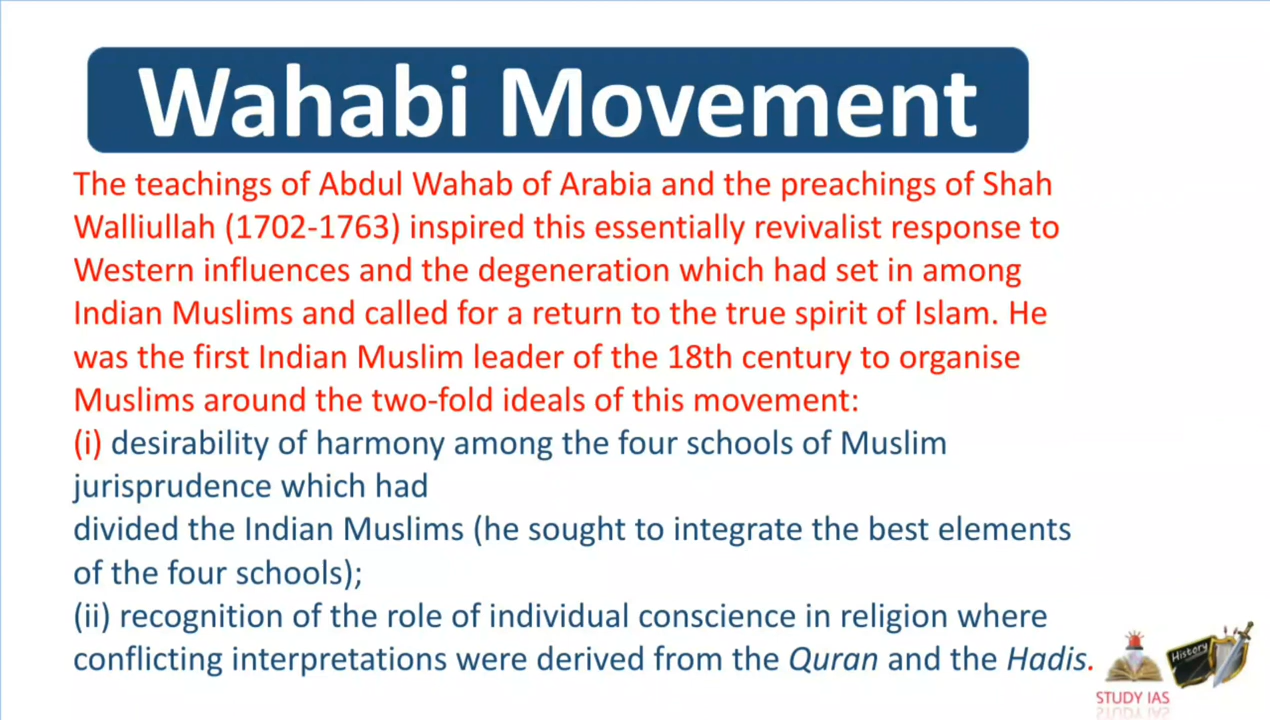 Wahabi Movement
The teachings of Abdul Wahab of Arabia and the preachings of Shah
Walliullah (1702-1763) inspired this essentially revivalist response to
Western influences and the degeneration which had set in among
Indian Muslims and called for a return to the true spirit of Islam. He
was the first Indian Muslim leader of the 18th century to organise
Muslims around the two-fold ideals of this movement:
(i) desirability of harmony among the four schools of Muslim
jurisprudence which had
divided the Indian Muslims (he sought to integrate the best elements
of the four schools);
(ii) recognition of the role of individual conscience in religion where
conflicting interpretations were derived from the Quran and the Hadis.
History
STUDY IAS